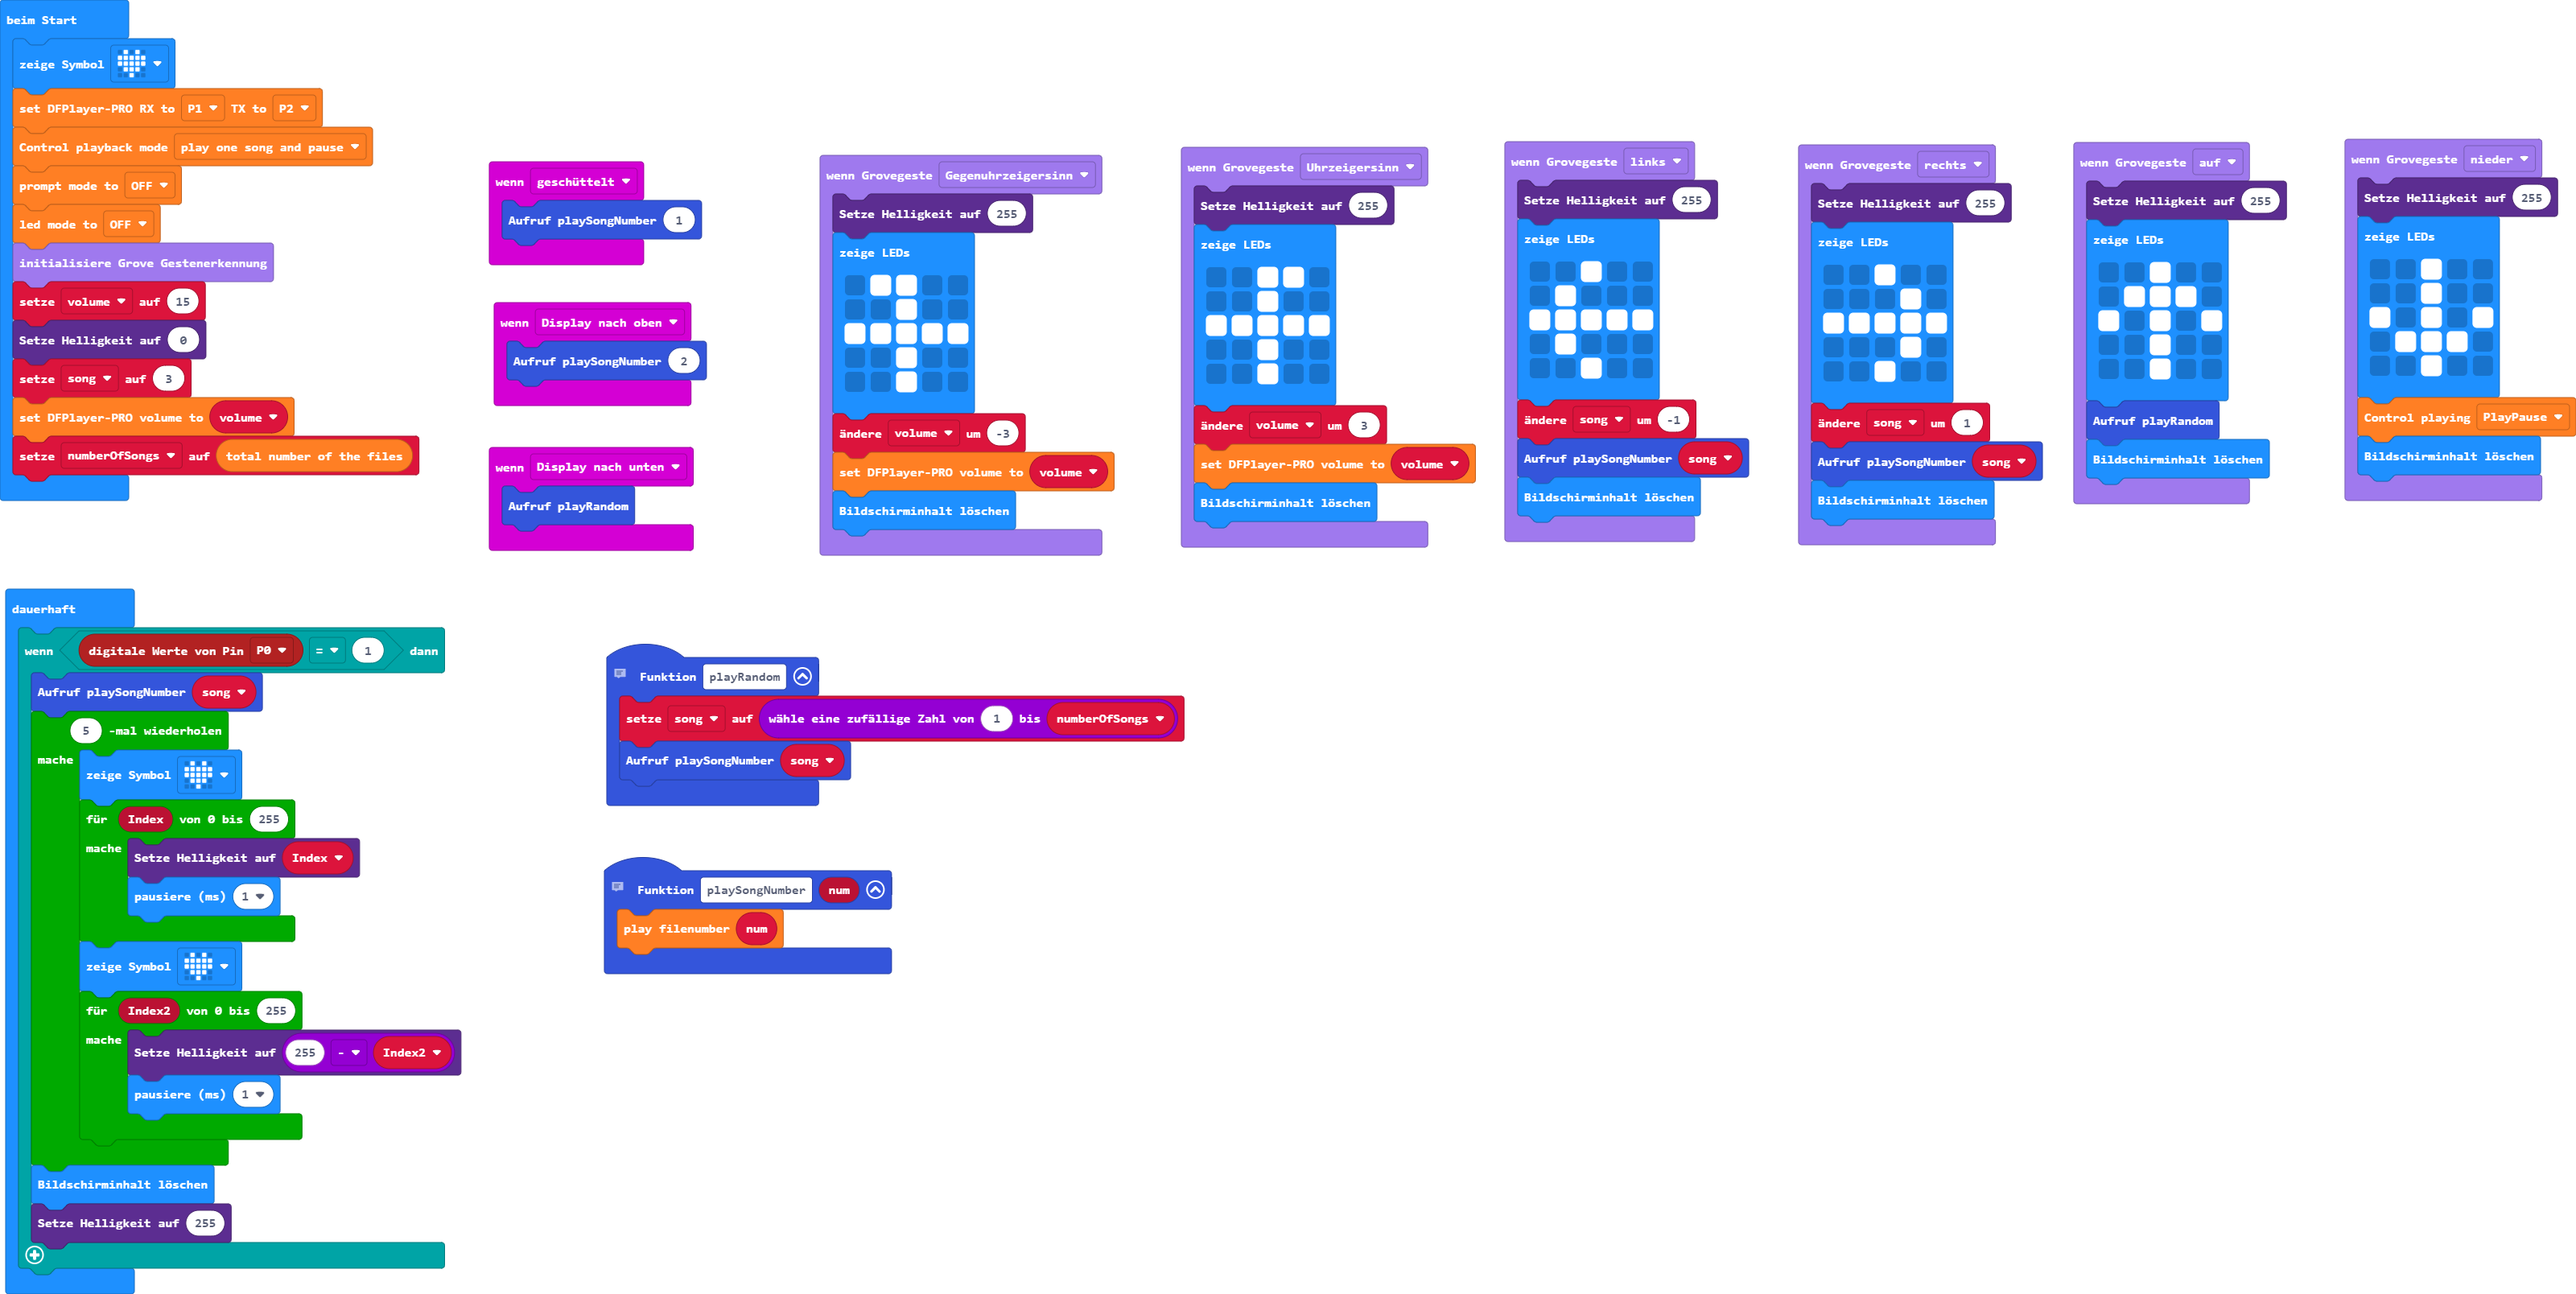 beim Start
zeige Symbol
set DFPlayer-PRO RX to P1 TX to P2
Control playback mode play one song and pause
prompt mode to OFF
led mode to OFF
initialisiere Grove Gestenerkennung
setze volume auf 15
Setze Helligkeit auf 0
setze song auf 3
set DFPlayer-PRO volume to volume
setze numberOfSongs auf total number of the files
wenn geschüttelt
Aufruf playSongNumber 1
wenn Display nach oben
Aufruf playSongNumber 2
wenn Display nach unten
Aufruf playRandom
wenn Grovegeste Gegenuhrzeigersinn
Setze Helligkeit auf 255
zeige LEDs
ändere volume um -3
set DFPlayer-PRO volume to volume
Bildschirminhalt löschen
wenn Grovegeste Uhrzeigersinn
Setze Helligkeit auf 255
zeige LEDs
ändere volume um 3
set DFPlayer-PRO volume to volume
Bildschirminhalt löschen
wenn Grovegeste links
Setze Helligkeit auf 255
zeige LEDs
ändere song um -1
Aufruf playSongNumber song
Bildschirminhalt löschen
wenn Grovegeste rechts
Setze Helligkeit auf 255
zeige LEDs
ändere song um 1
Aufruf playSongNumber song
Bildschirminhalt löschen
wenn Grovegeste auf
Setze Helligkeit auf 255
zeige LEDs
Aufruf playRandom
Bildschirminhalt löschen
wenn Grovegeste nieder
Setze Helligkeit auf 255
zeige LEDs
Control playing PlayPause
Bildschirminhalt löschen
dauerhaft
wenn digitale Werte von Pin P0 = 1 dann
Aufruf playSongNumber song
5 -mal wiederholen
mache
zeige Symbol
für Index von 0 bis 255
mache
Setze Helligkeit auf Index
pausiere (ms) 1
zeige Symbol
für Index2 von 0 bis 255
mache
Setze Helligkeit auf 255 - Index2
pausiere (ms) 1
Bildschirminhalt löschen
Setze Helligkeit auf 255
Funktion playRandom
setze song auf wähle eine zufällige Zahl von 1 bis numberOfSongs
Aufruf playSongNumber song
Funktion playSongNumber num
play filenumber num